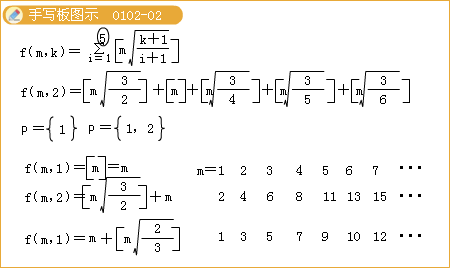 手写板图示 0102-02
f(m,k)= 5 ∑ i=1 [m√(k+1/i+1)]
f(m,2)=[m√(3/2)]+[m]+[m√(3/4)]+[m√(3/5)]+[m√(3/6)]
P={1} P={1,2}
f(m,1)=[m]=m m=1 2 3 4 5 6 7 •••
f(m,2)=[m√(3/2)]+m 2 4 6 8 11 13 15 •••
f(m,1)=m+[m√(2/3)] 1 3 5 7 9 10 12 •••